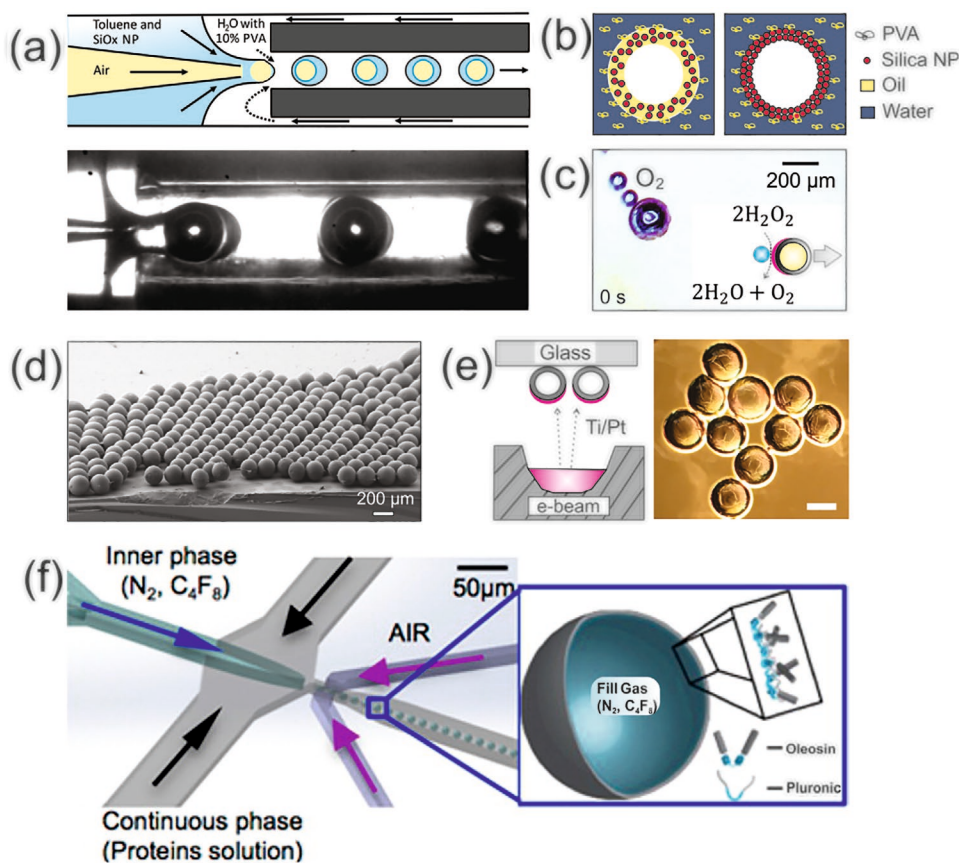 (a)
Toluene and
SiOx NP
H₂O with
10% PVA
Air
(b)
PVA
Silica NP
Oil
Water
(c)
O₂
200 μm
2H₂O₂
2H₂O + O₂
0 s
(d)
200 μm
(e)
Glass
Ti/Pt
e-beam
(f)
Inner phase
(N₂, C₄F₈)
50μm
AIR
Continuous phase
(Proteins solution)
Fill Gas
(N₂, C₄F₈)
Oleosin
Pluronic